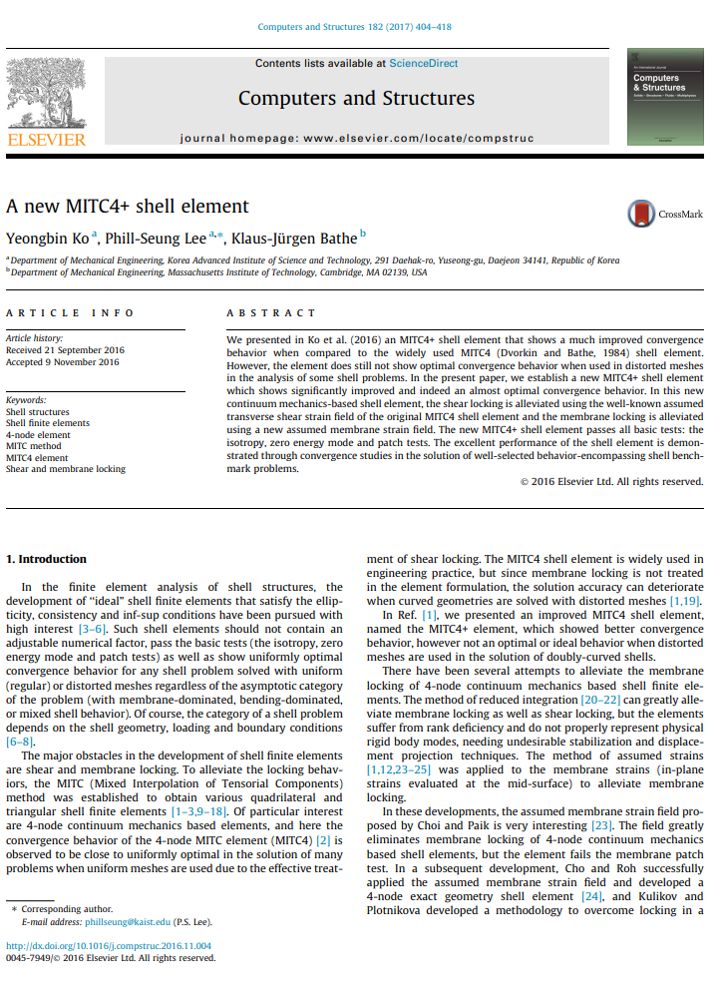 Computers and Structures 182 (2017) 404–418
Contents lists available at ScienceDirect
Computers and Structures
journal homepage: www.elsevier.com/locate/compstruc
ELSEVIER
Computers
& Structures
A new MITC4+ shell element
CrossMark
Yeongbin Ko a, Phill-Seung Lee a,*, Klaus-Jürgen Bathe b
a Department of Mechanical Engineering, Korea Advanced Institute of Science and Technology, 291 Daehak-ro, Yuseong-gu, Daejeon 34141, Republic of Korea
b Department of Mechanical Engineering, Massachusetts Institute of Technology, Cambridge, MA 02139, USA
ARTICLE INFO
Article history:
Received 21 September 2016
Accepted 9 November 2016
Keywords:
Shell structures
Shell finite elements
4-node element
MITC method
MITC4 element
Shear and membrane locking
ABSTRACT
We presented in Ko et al. (2016) an MITC4+ shell element that shows a much improved convergence
behavior when compared to the widely used MITC4 (Dvorkin and Bathe, 1984) shell element.
However, the element does still not show optimal convergence behavior when used in distorted meshes
in the analysis of some shell problems. In the present paper, we establish a new MITC4+ shell element
which shows significantly improved and indeed an almost optimal convergence behavior. In this new
continuum mechanics-based shell element, the shear locking is alleviated using the well-known assumed
transverse shear strain field of the original MITC4 shell element and the membrane locking is alleviated
using a new assumed membrane strain field. The new MITC4+ shell element passes all basic tests: the
isotropy, zero energy mode and patch tests. The excellent performance of the shell element is demon-
strated through convergence studies in the solution of well-selected behavior-encompassing shell bench-
mark problems.
© 2016 Elsevier Ltd. All rights reserved.
1. Introduction
In the finite element analysis of shell structures, the
development of “ideal” shell finite elements that satisfy the ellip-
ticity, consistency and inf-sup conditions have been pursued with
high interest [3–6]. Such shell elements should not contain an
adjustable numerical factor, pass the basic tests (the isotropy, zero
energy mode and patch tests) as well as show uniformly optimal
convergence behavior for any shell problem solved with uniform
(regular) or distorted meshes regardless of the asymptotic category
of the problem (with membrane-dominated, bending-dominated,
or mixed shell behavior). Of course, the category of a shell problem
depends on the shell geometry, loading and boundary conditions
[6–8].
The major obstacles in the development of shell finite elements
are shear and membrane locking. To alleviate the locking behav-
iors, the MITC (Mixed Interpolation of Tensorial Components)
method was established to obtain various quadrilateral and
triangular shell finite elements [1–3,9–18]. Of particular interest
are 4-node continuum mechanics based elements, and here the
convergence behavior of the 4-node MITC element (MITC4) [2] is
observed to be close to uniformly optimal in the solution of many
problems when uniform meshes are used due to the effective treat-
ment of shear locking. The MITC4 shell element is widely used in
engineering practice, but since membrane locking is not treated
in the element formulation, the solution accuracy can deteriorate
when curved geometries are solved with distorted meshes [1,19].
In Ref. [1], we presented an improved MITC4 shell element,
named the MITC4+ element, which showed better convergence
behavior, however not an optimal or ideal behavior when distorted
meshes are used in the solution of doubly-curved shells.
There have been several attempts to alleviate the membrane
locking of 4-node continuum mechanics based shell finite ele-
ments. The method of reduced integration [20–22] can greatly alle-
viate membrane locking as well as shear locking, but the elements
suffer from rank deficiency and do not properly represent physical
rigid body modes, needing undesirable stabilization and displace-
ment projection techniques. The method of assumed strains
[1,12,23–25] was applied to the membrane strains (in-plane
strains evaluated at the mid-surface) to alleviate membrane
locking.
In these developments, the assumed membrane strain field pro-
posed by Choi and Paik is very interesting [23]. The field greatly
eliminates membrane locking of 4-node continuum mechanics
based shell elements, but the element fails the membrane patch
test. In a subsequent development, Cho and Roh successfully
applied the assumed membrane strain field and developed a
4-node exact geometry shell element [24], and Kulikov and
Plotnikova developed a methodology to overcome locking in a
* Corresponding author.
E-mail address: phillseung@kaist.edu (P.S. Lee).
http://dx.doi.org/10.1016/j.compstruc.2016.11.004
0045-7949/© 2016 Elsevier Ltd. All rights reserved.